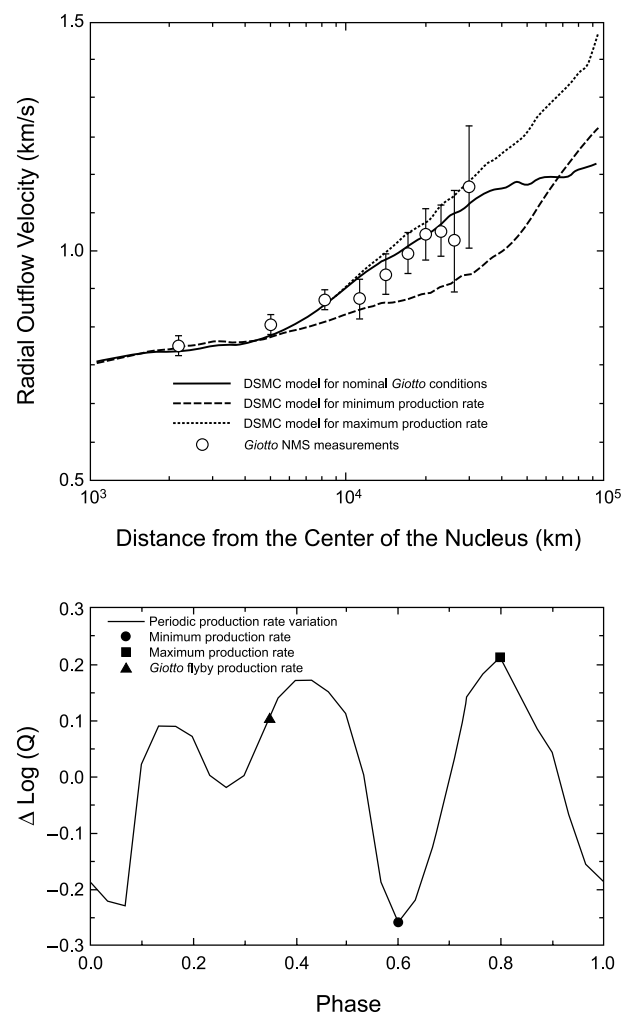 1.5
1.0
0.5
Radial Outflow Velocity (km/s)
DSMC model for nominal Giotto conditions
DSMC model for minimum production rate
DSMC model for maximum production rate
Giotto NMS measurements
10³
10⁴
10⁵
Distance from the Center of the Nucleus (km)
0.3
0.2
0.1
0.0
–0.1
–0.2
–0.3
Δ Log (Q)
Periodic production rate variation
Minimum production rate
Maximum production rate
Giotto flyby production rate
0.0 0.2 0.4 0.6 0.8 1.0
Phase